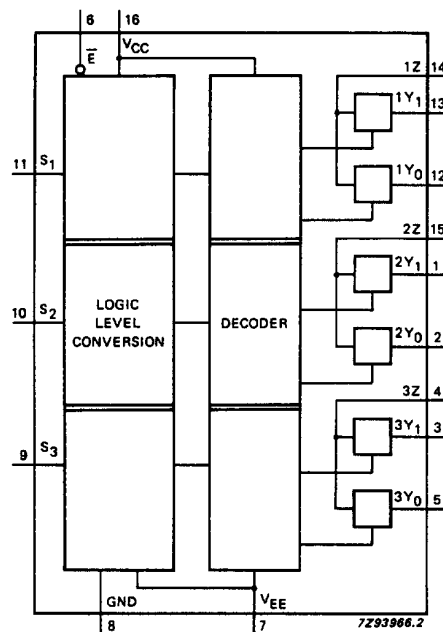 6 16
E̅
VCC
1Z 14
1Y1 13
11 S1
1Y0 12
2Z 15
2Y1 1
10 S2
LOGIC
LEVEL
CONVERSION
DECODER
2Y0 2
3Z 4
3Y1 3
9 S3
3Y0 5
GND
VEE
8 7
7Z93966.2